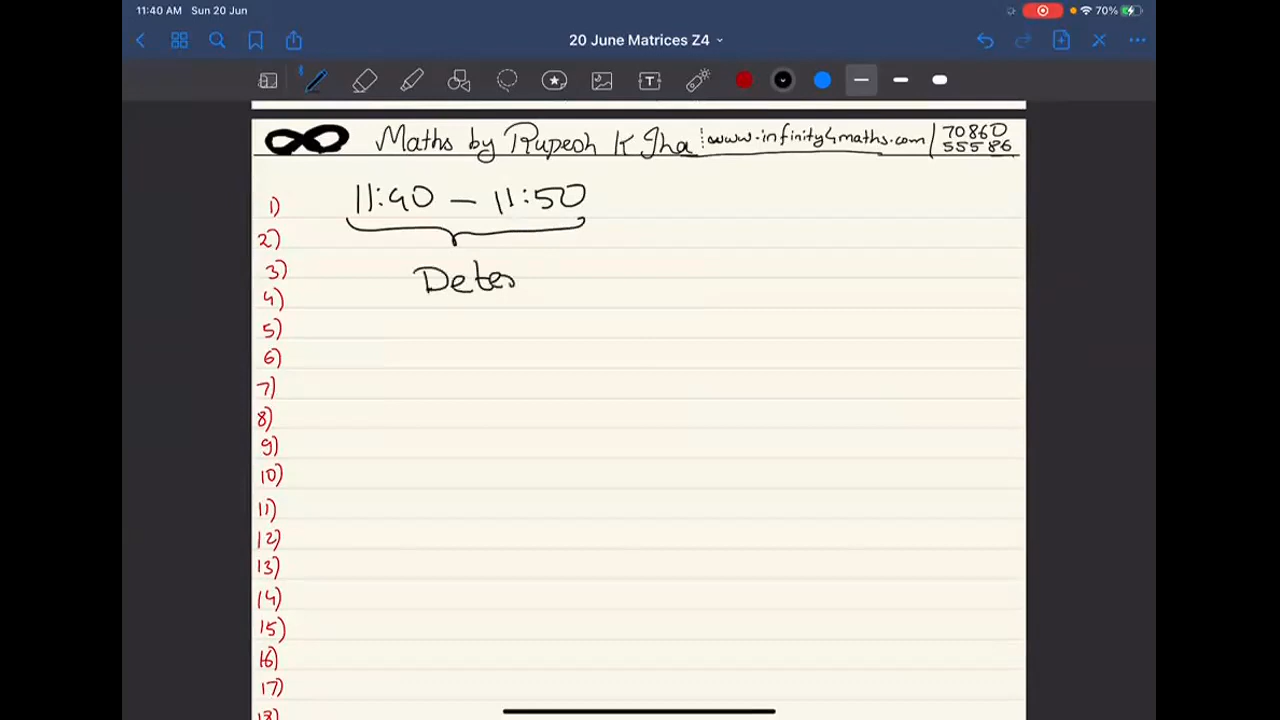 11:40 AM Sun 20 Jun 70%
20 June Matrices Z4
T
Maths by Rupesh K Jha www.infinity4maths.com 70860
55586
1) 11:40 - 11:50
2)
3) Deter
4)
5)
6)
7)
8)
9)
10)
11)
12)
13)
14)
15)
16)
17)
18)